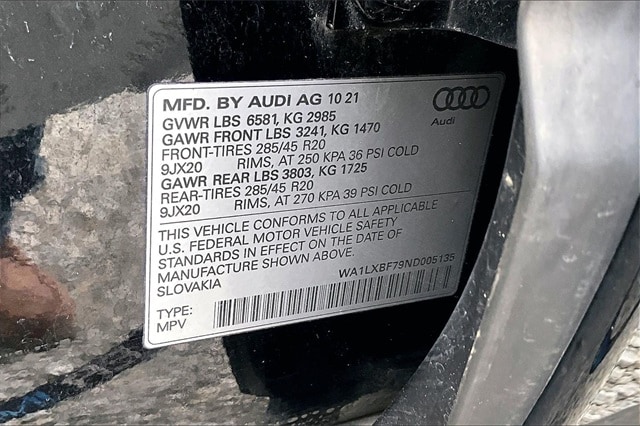 MFD. BY AUDI AG 10 21
GVWR LBS 6581, KG 2985
GAWR FRONT LBS 3241, KG 1470
FRONT-TIRES 285/45 R20
9JX20 RIMS, AT 250 KPA 36 PSI COLD
GAWR REAR LBS 3803, KG 1725
REAR-TIRES 285/45 R20
9JX20 RIMS, AT 270 KPA 39 PSI COLD
Audi
THIS VEHICLE CONFORMS TO ALL APPLICABLE
U.S. FEDERAL MOTOR VEHICLE SAFETY
STANDARDS IN EFFECT ON THE DATE OF
MANUFACTURE SHOWN ABOVE.
SLOVAKIA
WA1LXBF79ND005135
TYPE:
MPV